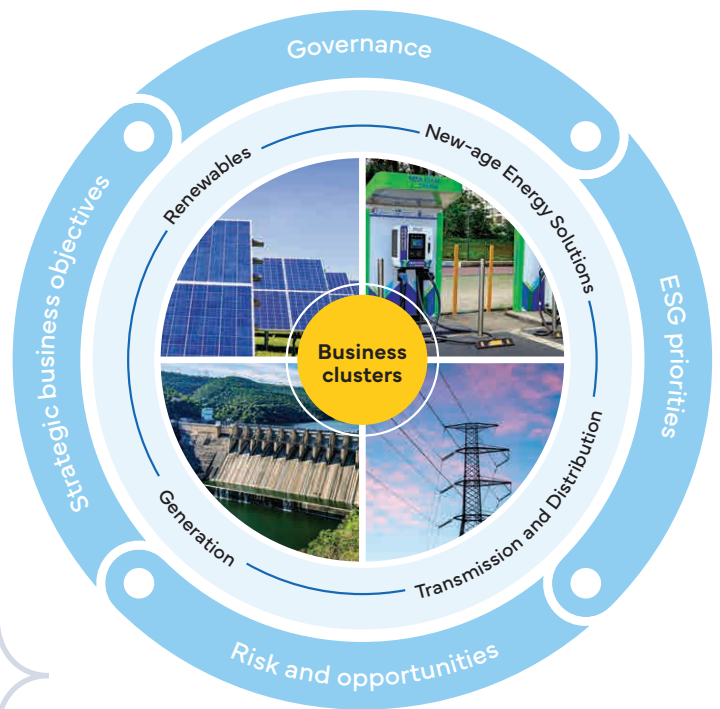 Governance
New-age Energy Solutions
Renewables
Strategic business objectives
ESG priorities
Business
clusters
Generation
Transmission and Distribution
Risk and opportunities